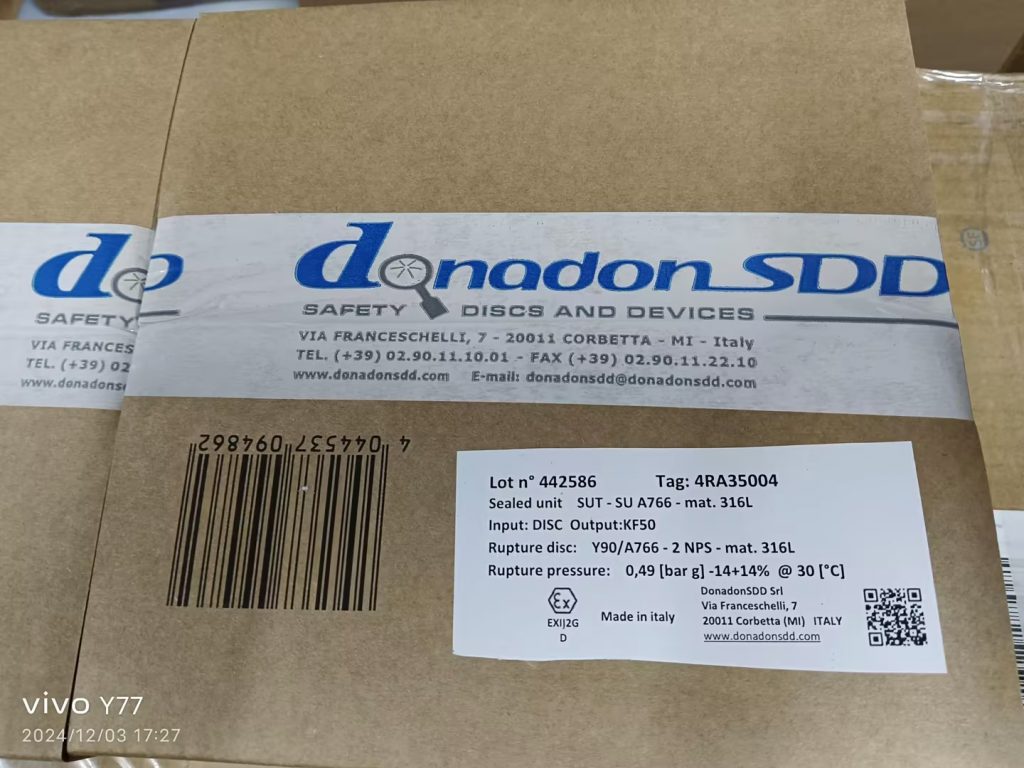 donadon SDD
SAFETY DISCS AND DEVICES
VIA FRANCESCHELLI, 7 - 20011 CORBETTA - MI - Italy
TEL. (+39) 02.90.11.10.01 - FAX (+39) 02.90.11.22.10
www.donadonsdd.com E-mail: donadonsdd@donadonsdd.com
do
SAFETY
VIA FRANCES
TEL. (+39) 02
www.donadons
4 044537 094862
Lot n° 442586 Tag: 4RA35004
Sealed unit SUT - SU A766 - mat. 316L
Input: DISC Output:KF50
Rupture disc: Y90/A766 - 2 NPS - mat. 316L
Rupture pressure: 0,49 [bar g] -14+14% @ 30 [°C]
Ex
EXII2G
D
Made in italy
DonadonSDD Srl
Via Franceschelli, 7
20011 Corbetta (MI) ITALY
www.donadonsdd.com
vivo Y77
2024/12/03 17:27